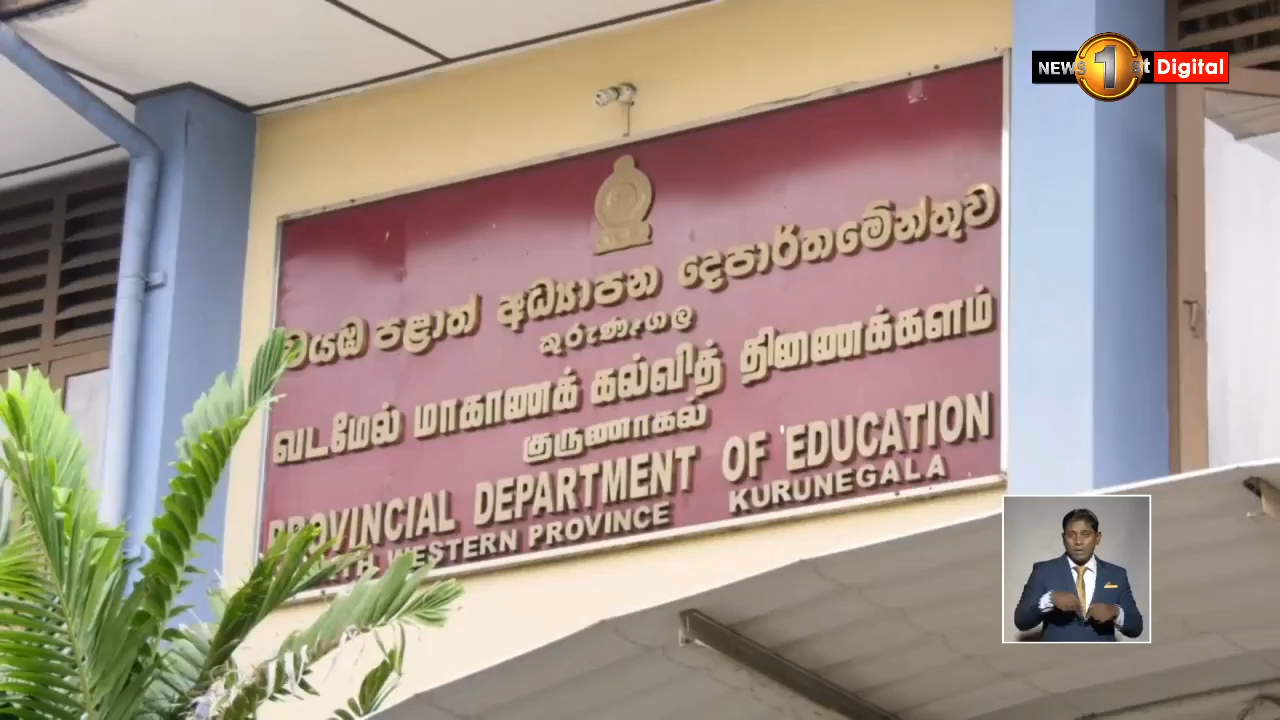 NEWS 1st Digital
වයඹ පළාත් අධ්‍යාපන දෙපාර්තමේන්තුව
කුරුණෑගල
வடமேல் மாகாணக் கல்வித் திணைக்களம்
குருணாகல்
PROVINCIAL DEPARTMENT OF EDUCATION
WESTERN PROVINCE KURUNEGALA